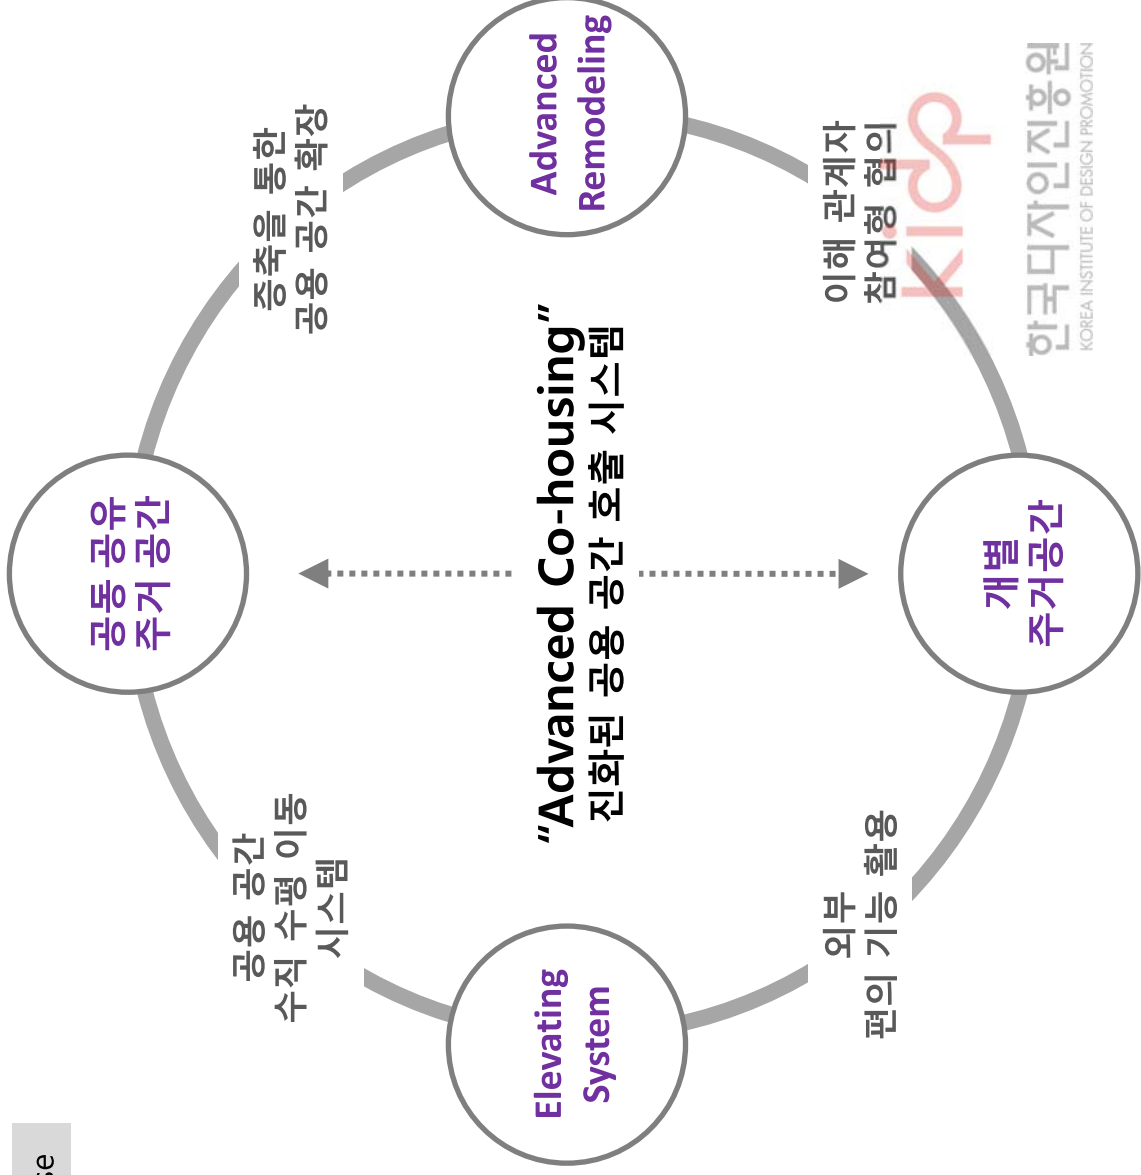 se
공동 공유
주거 공간
공용 공간
수직 수평 이동
시스템
증축을 통한
공용 공간 확장
Elevating
System
“Advanced Co-housing”
진화된 공용 공간 호출 시스템
Advanced
Remodeling
외부
편의 기능 활용
이해 관계자
참여형 협의
개별
주거공간
kidp
한국디자인진흥원
KOREA INSTITUTE OF DESIGN PROMOTION